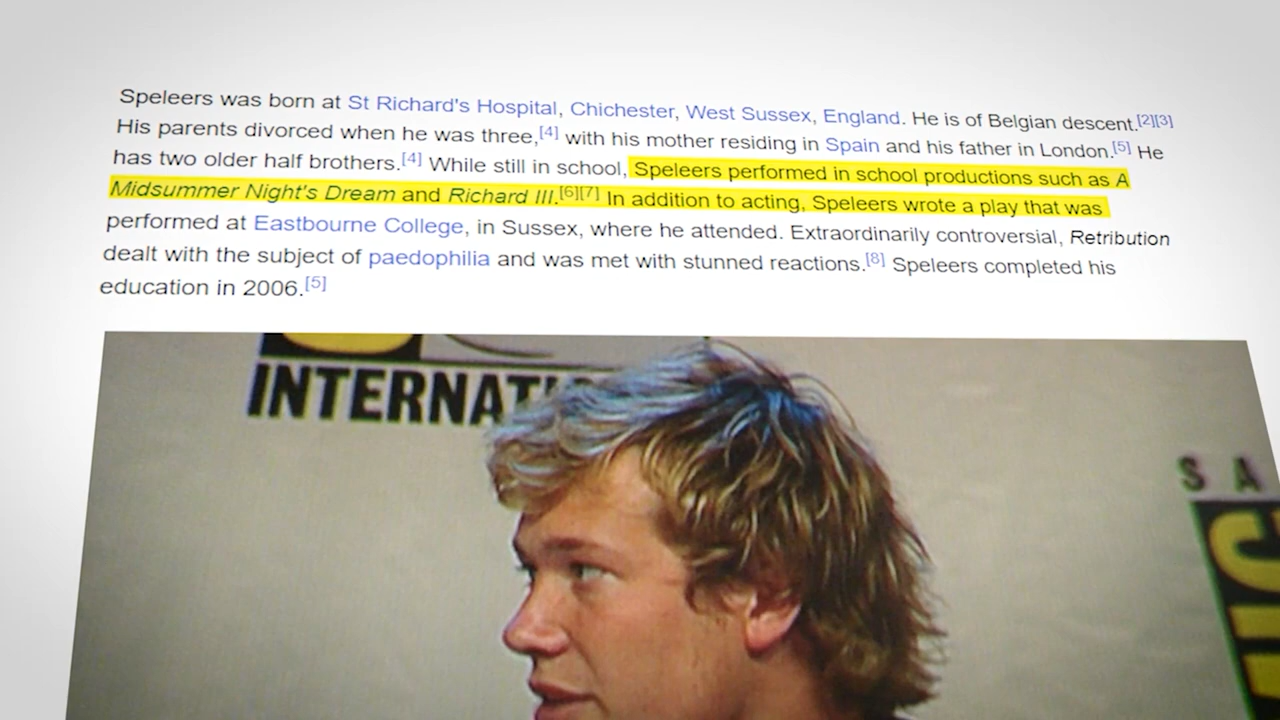 Speleers was born at St Richard's Hospital, Chichester, West Sussex, England. He is of Belgian descent.[2][3]
His parents divorced when he was three,[4] with his mother residing in Spain and his father in London.[5] He
has two older half brothers.[4] While still in school, Speleers performed in school productions such as A
Midsummer Night's Dream and Richard III.[6][7] In addition to acting, Speleers wrote a play that was
performed at Eastbourne College, in Sussex, where he attended. Extraordinarily controversial, Retribution
dealt with the subject of paedophilia and was met with stunned reactions.[8] Speleers completed his
education in 2006.[5]
INTERNATI
S A